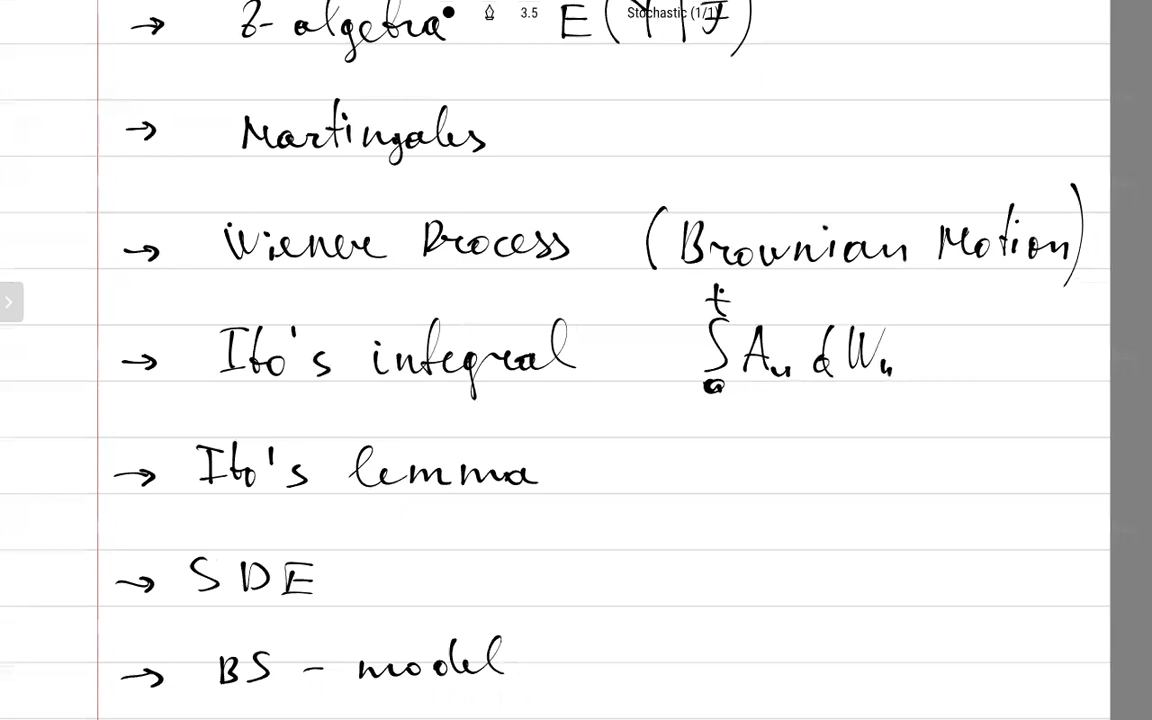 3.5 Stochastic (1/1)
→ σ-algebra E(Y|F)
→ Martingales
→ Wiener Process (Brownian Motion)
→ Ito's integral ∫₀ᵗ Aᵤ dWᵤ
→ Ito's lemma
→ SDE
→ BS - model